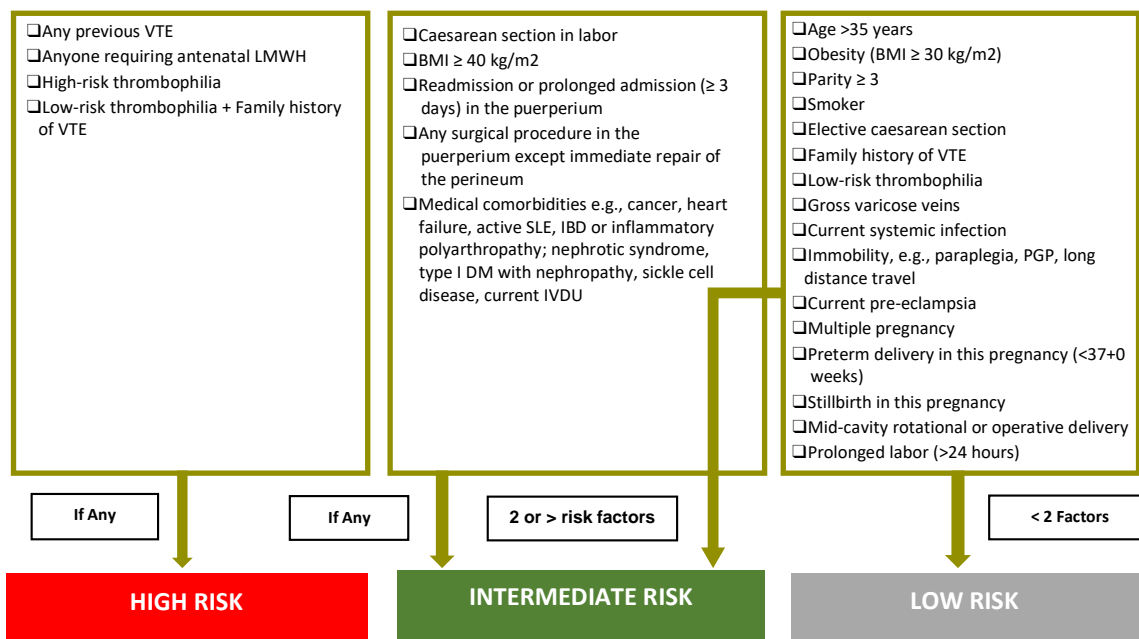 ❑Any previous VTE
❑Anyone requiring antenatal LMWH
❑High-risk thrombophilia
❑Low-risk thrombophilia + Family history
of VTE
❑Caesarean section in labor
❑BMI ≥ 40 kg/m2
❑Readmission or prolonged admission (≥ 3
days) in the puerperium
❑Any surgical procedure in the
puerperium except immediate repair of
the perineum
❑Medical comorbidities e.g., cancer, heart
failure, active SLE, IBD or inflammatory
polyarthropathy; nephrotic syndrome,
type I DM with nephropathy, sickle cell
disease, current IVDU
❑Age >35 years
❑Obesity (BMI ≥ 30 kg/m2)
❑Parity ≥ 3
❑Smoker
❑Elective caesarean section
❑Family history of VTE
❑Low-risk thrombophilia
❑Gross varicose veins
❑Current systemic infection
❑Immobility, e.g., paraplegia, PGP, long
distance travel
❑Current pre-eclampsia
❑Multiple pregnancy
❑Preterm delivery in this pregnancy (<37+0
weeks)
❑Stillbirth in this pregnancy
❑Mid-cavity rotational or operative delivery
❑Prolonged labor (>24 hours)
If Any
If Any
2 or > risk factors
< 2 Factors
HIGH RISK
INTERMEDIATE RISK
LOW RISK